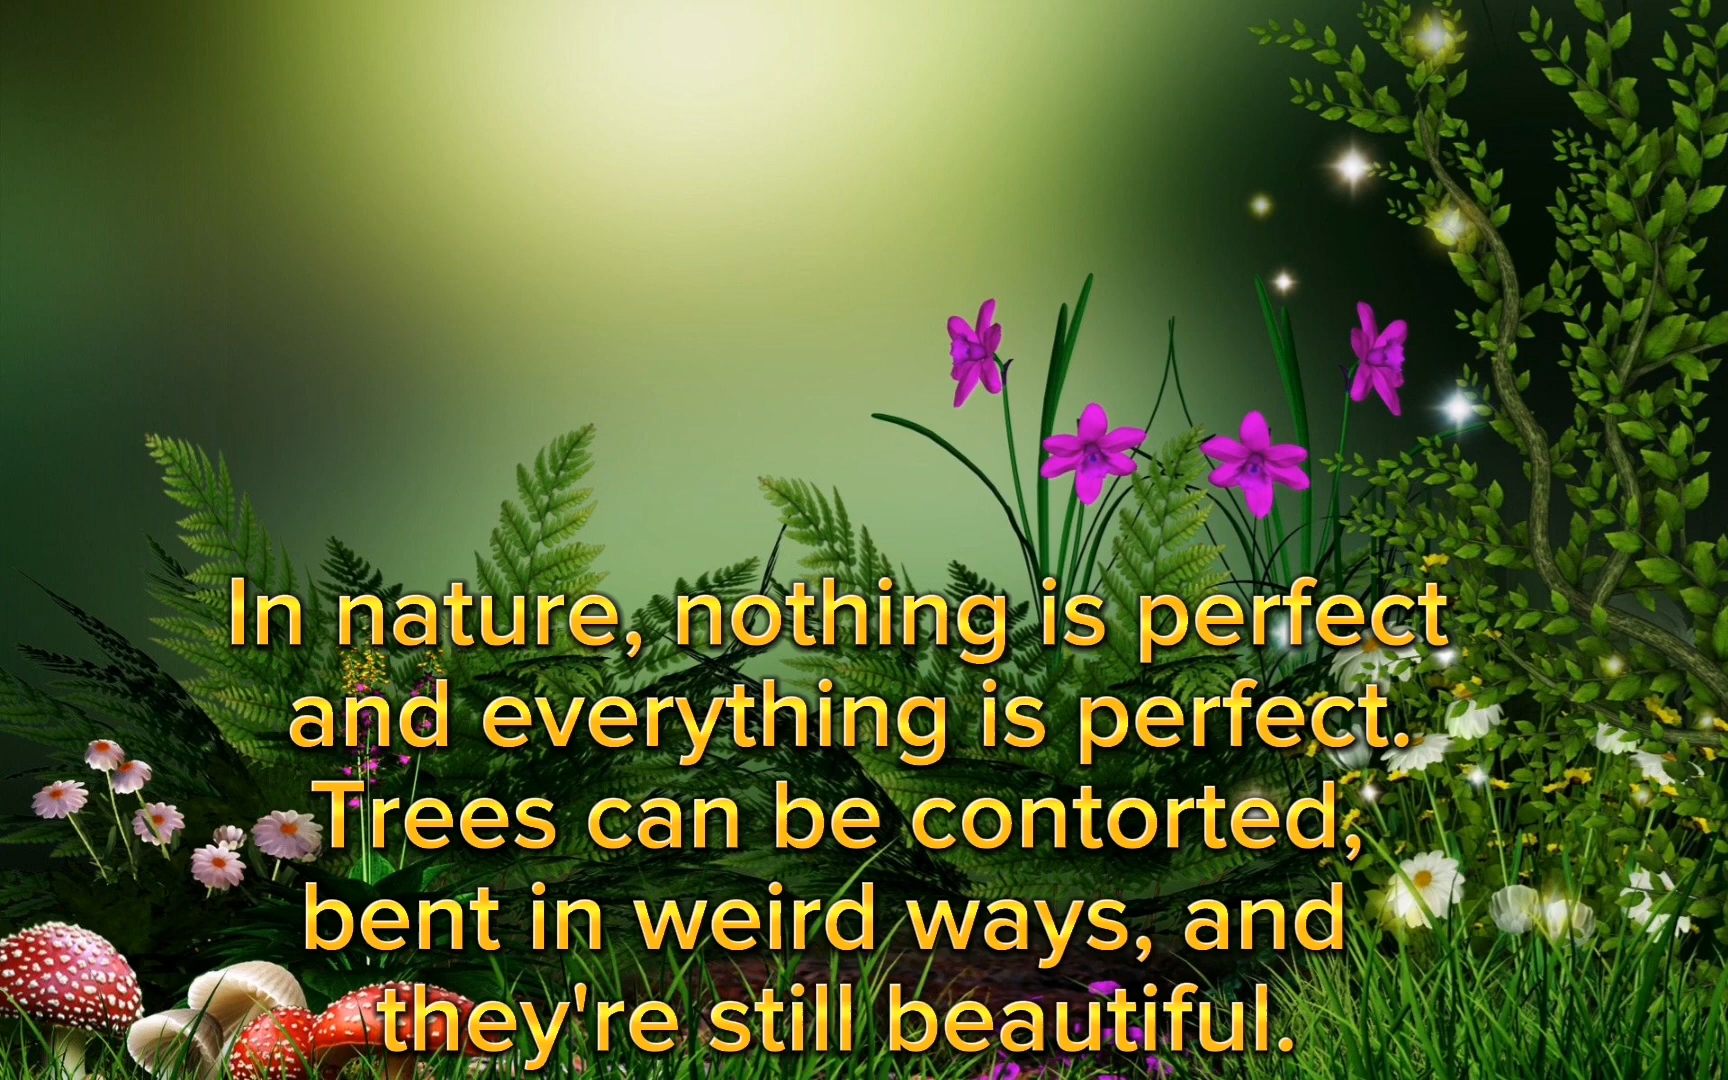 In nature, nothing is perfect
and everything is perfect.
Trees can be contorted,
bent in weird ways, and
they're still beautiful.